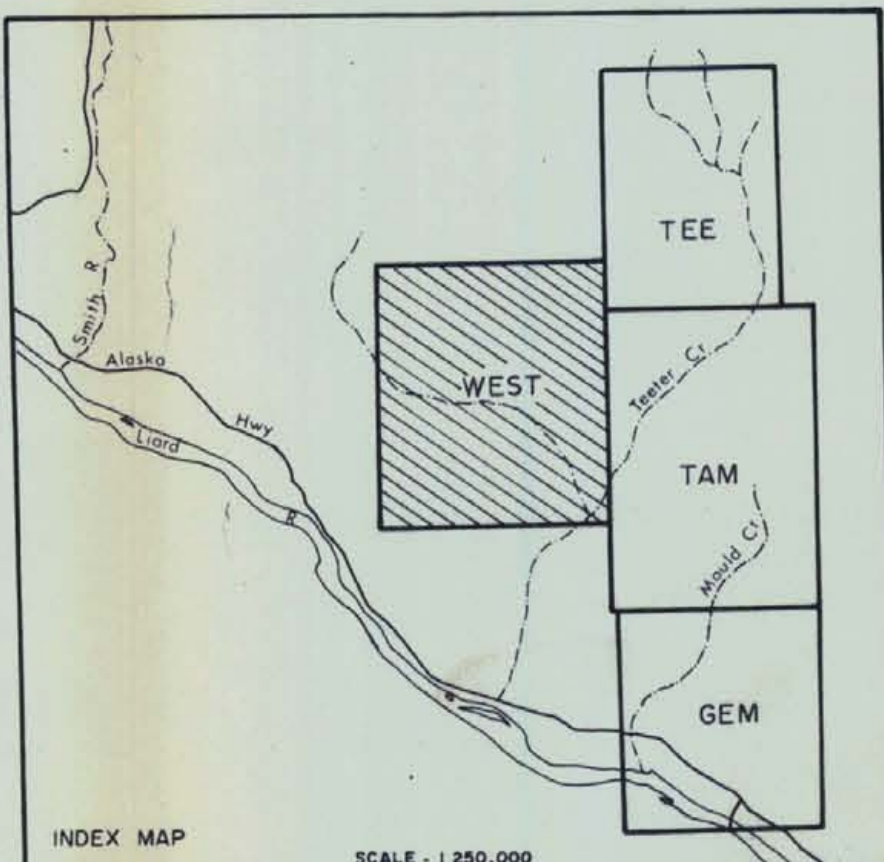 TEE
Smith R
Alaska
Hwy
Liard
R
WEST
Teeter Cr
TAM
Mould Cr
GEM
INDEX MAP
SCALE - 1 250,000